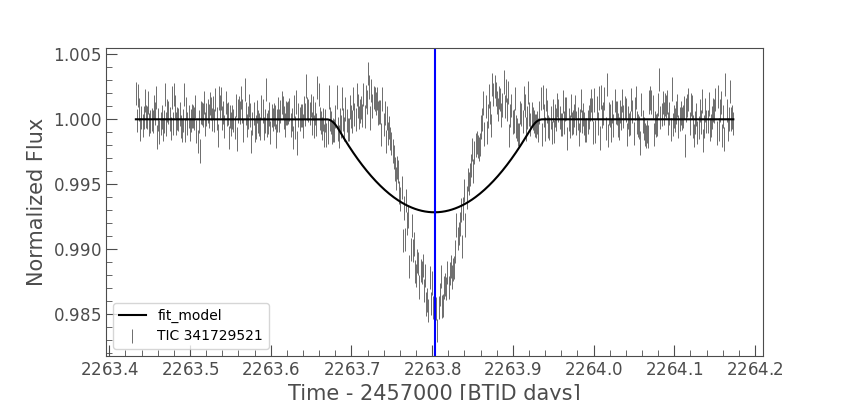 1.005
1.000
0.995
0.990
0.985
Normalized Flux
fit_model
TIC 341729521
2263.4 2263.5 2263.6 2263.7 2263.8 2263.9 2264.0 2264.1 2264.2
Time - 2457000 [BTJD days]